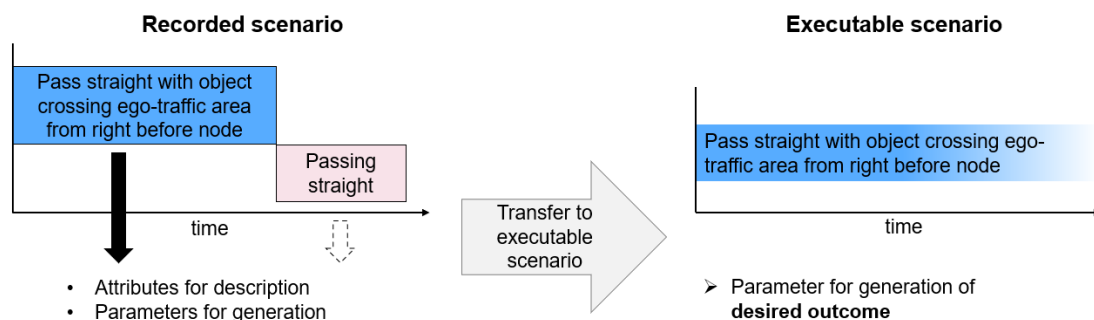 Recorded scenario
Pass straight with object
crossing ego-traffic area
from right before node
Passing
straight
time
• Attributes for description
• Parameters for generation
Transfer to
executable
scenario
Executable scenario
Pass straight with object crossing ego-
traffic area from right before node
time
➢ Parameter for generation of
desired outcome